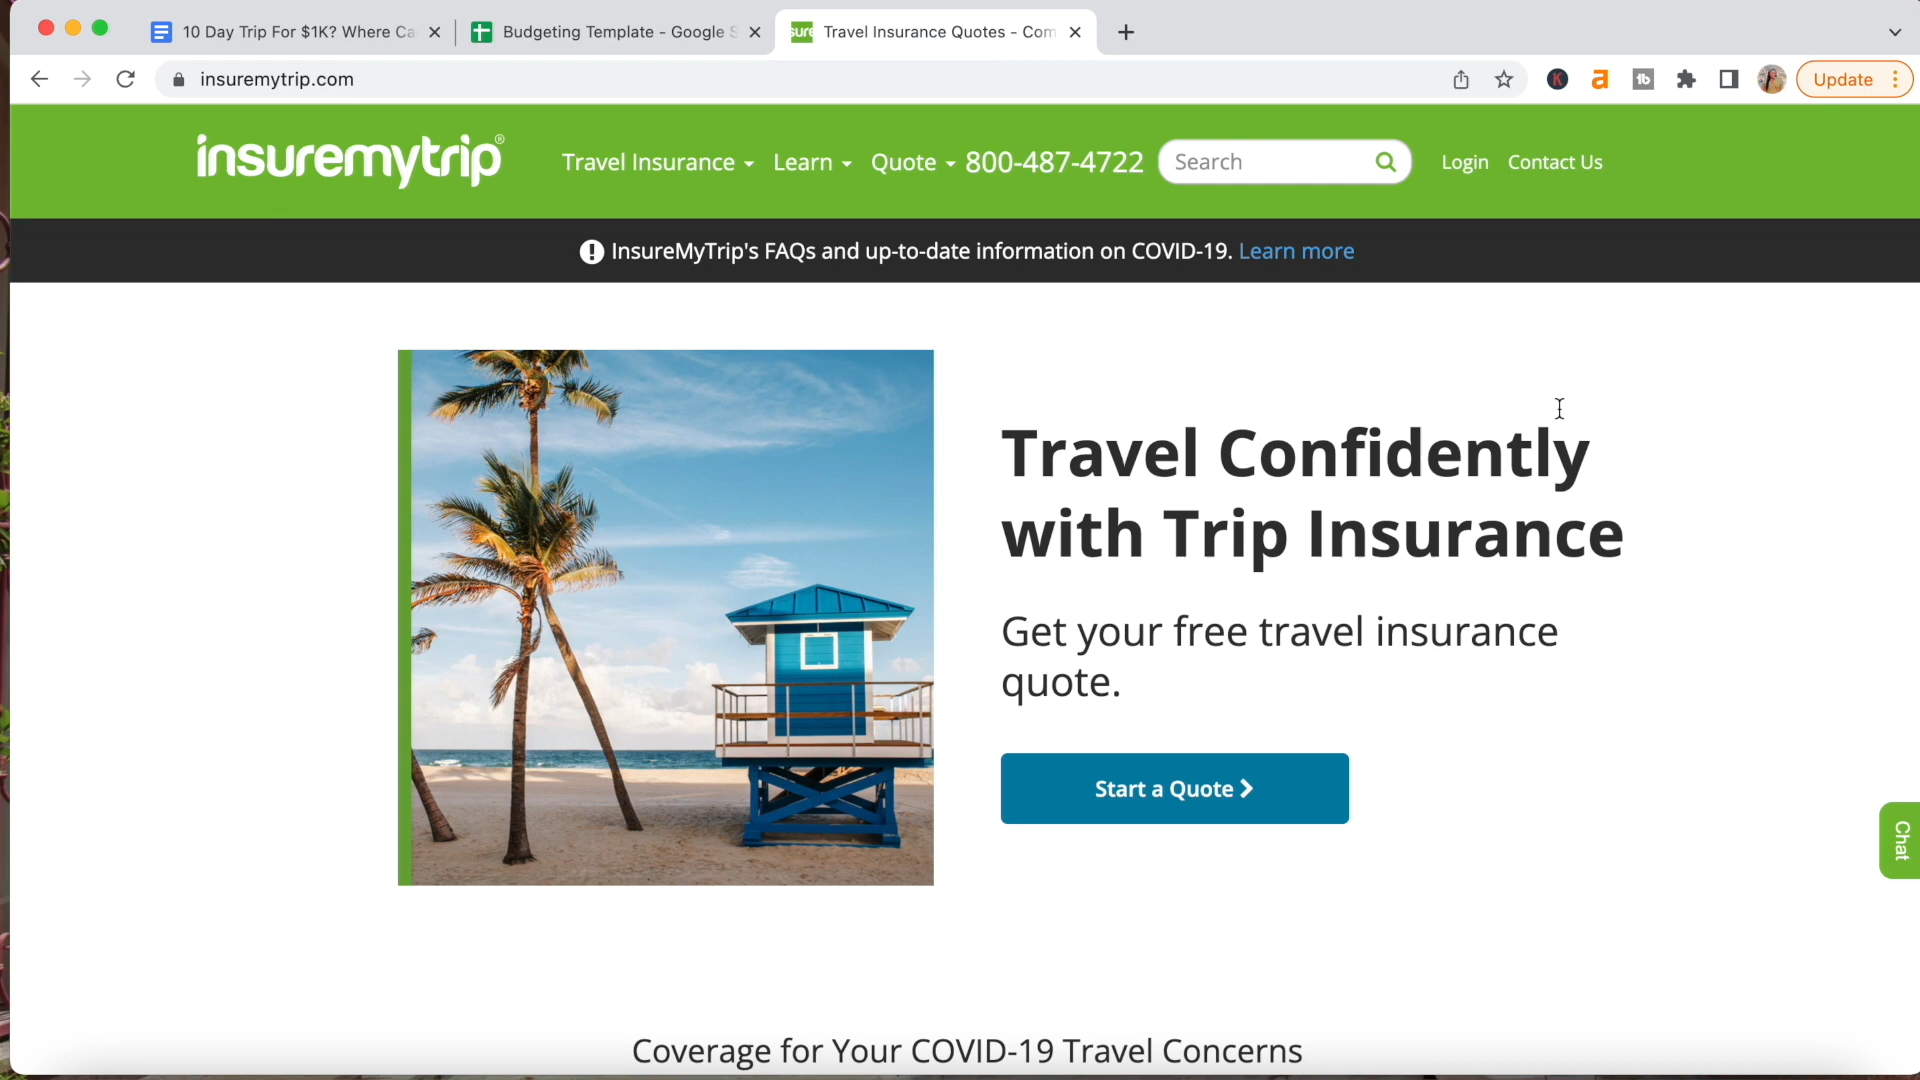 10 Day Trip For $1K? Where Ca
Budgeting Template - Google S
Travel Insurance Quotes - Com
insuremytrip.com
Update
insuremytrip®
Travel Insurance
Learn
Quote
800-487-4722
Search
Login
Contact Us
InsureMyTrip's FAQs and up-to-date information on COVID-19. Learn more
Travel Confidently
with Trip Insurance
Get your free travel insurance
quote.
Start a Quote
Chat
Coverage for Your COVID-19 Travel Concerns